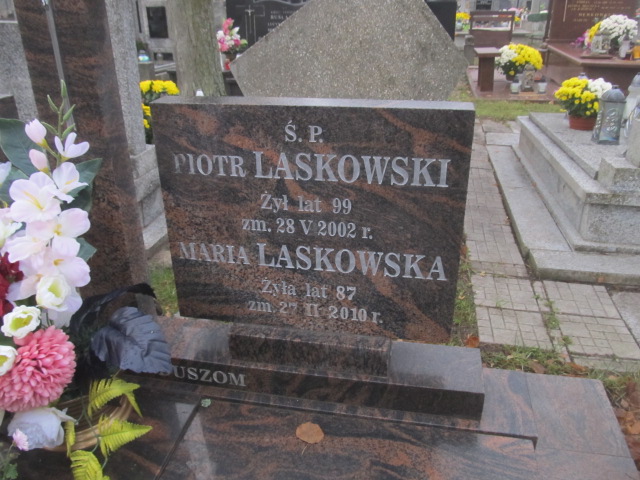 Ś. P.
PIOTR LASKOWSKI
Żył lat 99
zm. 28 V 2002 r.
MARIA LASKOWSKA
Żyła lat 87
zm. 27 II 2010 r.
USZOM